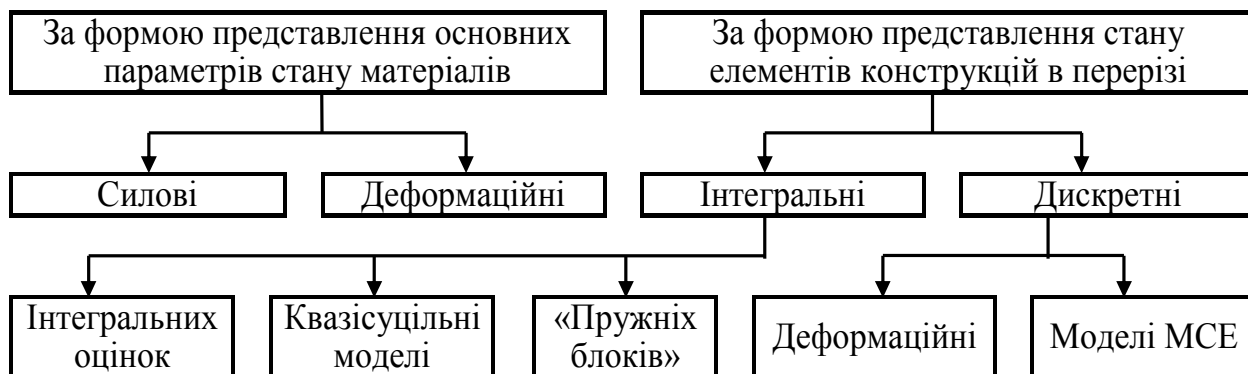 За формою представлення основних
параметрів стану матеріалів
За формою представлення стану
елементів конструкцій в перерізі
Силові
Деформаційні
Інтегральні
Дискретні
Інтегральних
оцінок
Квазісуцільні
моделі
«Пружніх
блоків»
Деформаційні
Моделі МСЕ